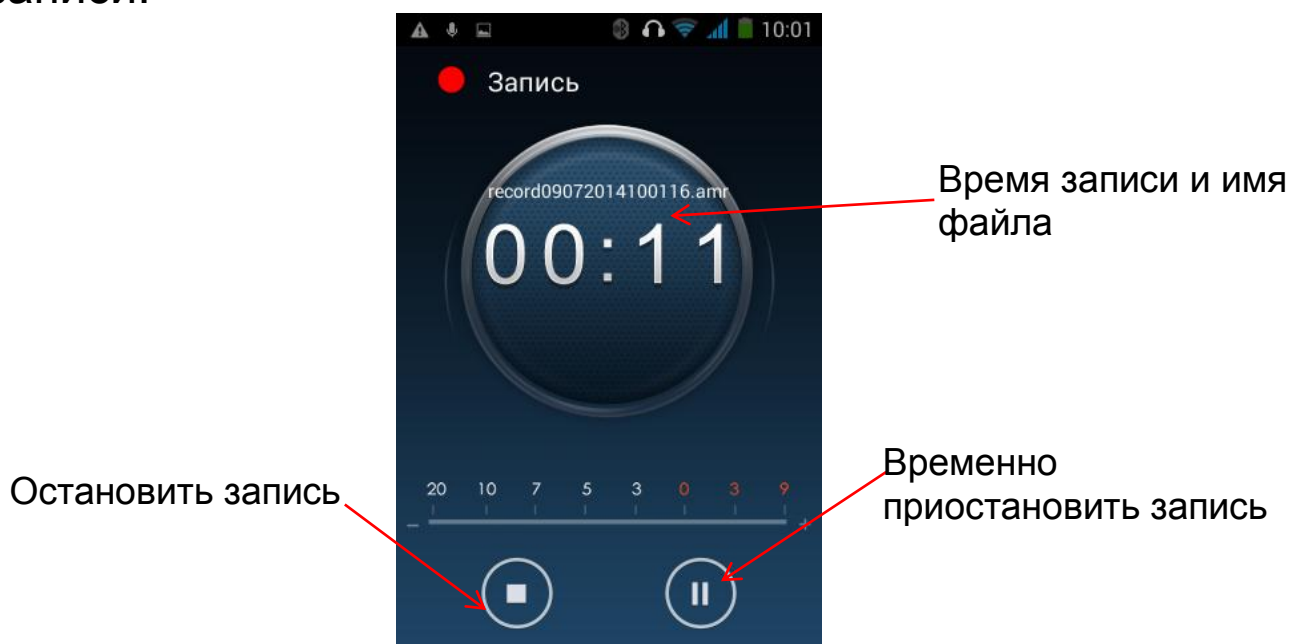 записи.
10:01
Запись
record09072014100116.amr
00:11
Время записи и имя
файла
Остановить запись
Временно
приостановить запись
20 10 7 5 3 0 3 9
- +